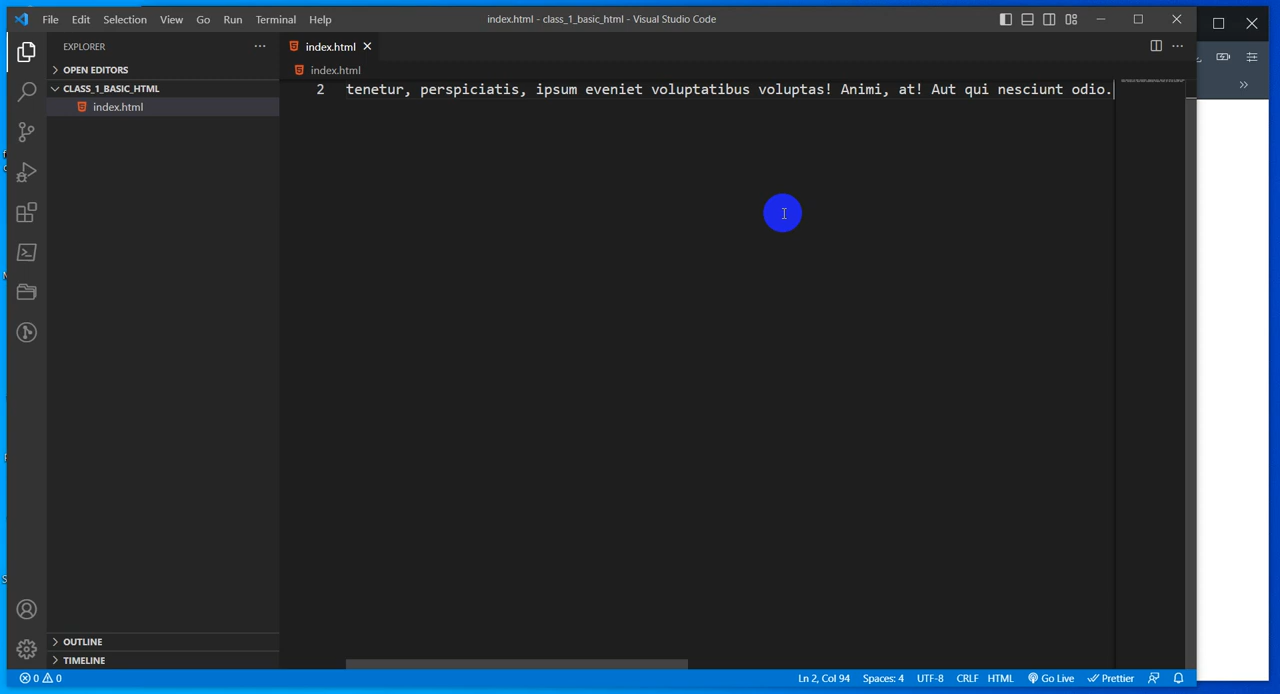 File Edit Selection View Go Run Terminal Help index.html - class_1_basic_html - Visual Studio Code
EXPLORER
index.html
OPEN EDITORS
index.html
CLASS_1_BASIC_HTML
2 tenetur, perspiciatis, ipsum eveniet voluptatibus voluptas! Animi, at! Aut qui nesciunt odio.
index.html
OUTLINE
TIMELINE
0 0 Ln 2, Col 94 Spaces: 4 UTF-8 CRLF HTML Go Live Prettier